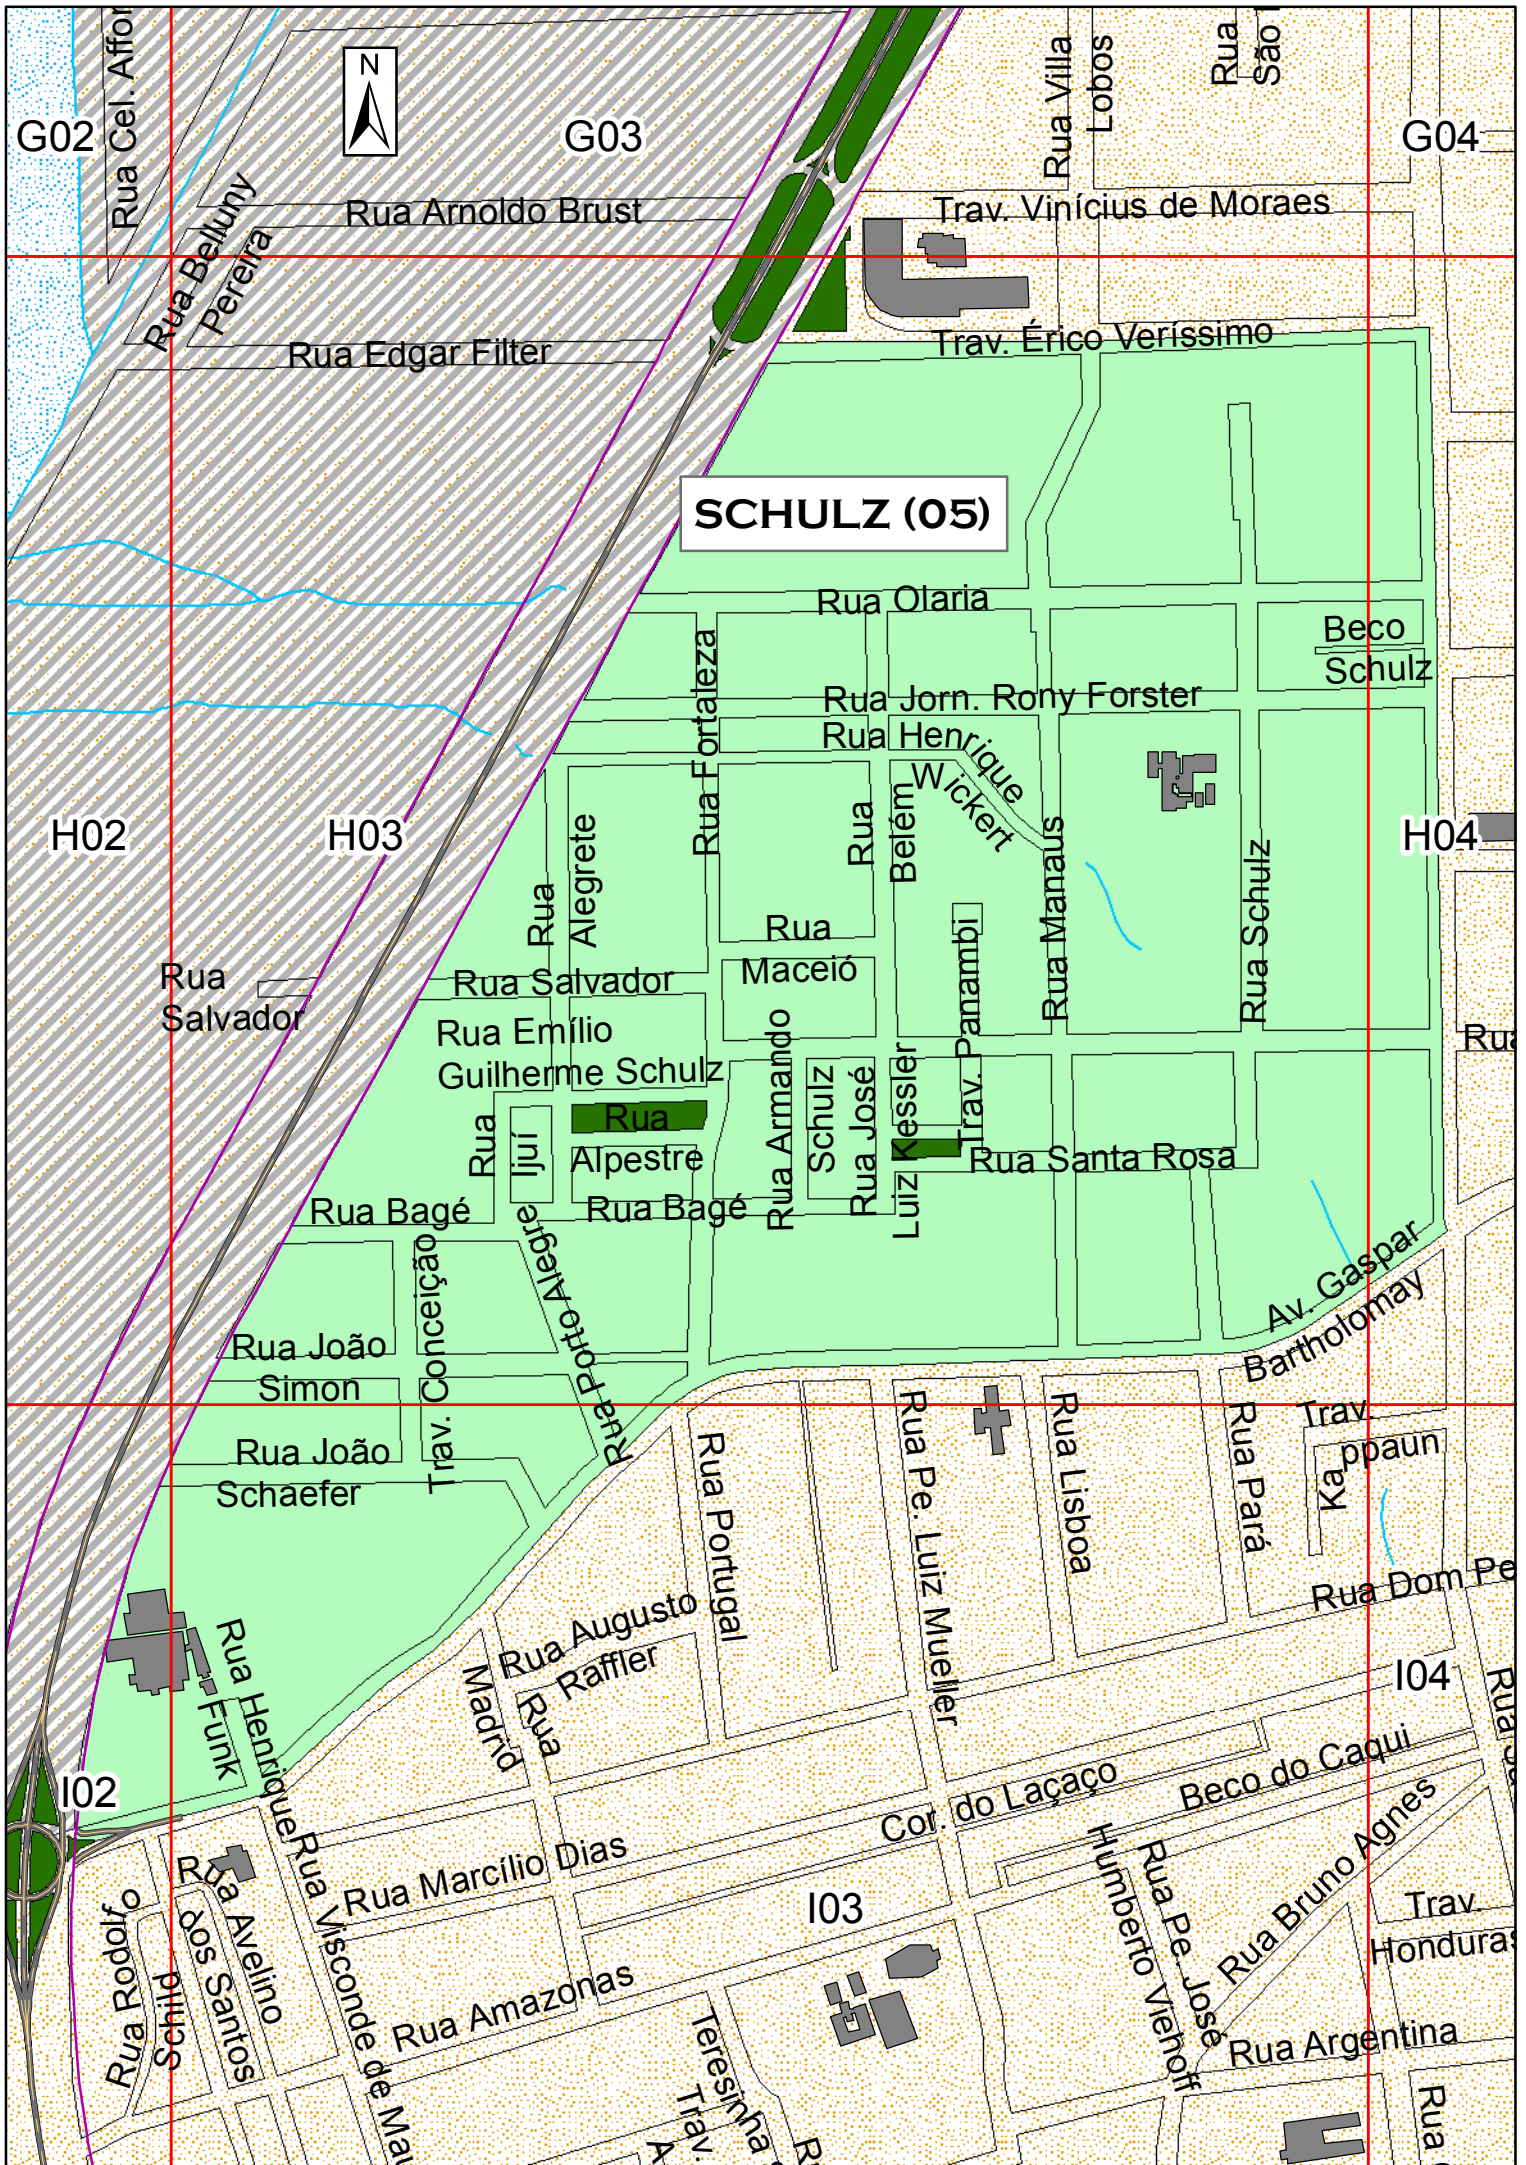 Rua Cel. Affor
N
Rua Villa
Lobos
Rua
São
G02
G03
G04
Rua Belluny
Pereira
Rua Arnoldo Brust
Trav. Vinícius de Moraes
Rua Edgar Filter
Trav. Érico Veríssimo
SCHULZ (05)
Rua Olaria
Beco
Schulz
Rua Fortaleza
Rua Jorn. Rony Forster
Rua Henrique
Wickert
H02
H03
H04
Rua
Alegrete
Rua
Belém
Rua Manaus
Rua Schulz
Rua
Maceió
Rua
Salvador
Rua Salvador
Trav. Panambi
Rua Emílio
Guilherme Schulz
Rua
Rua
Ijuí
Rua
Alpestre
Rua Armando
Schulz
Rua José
Luiz Kessler
Rua Santa Rosa
Rua Bagé
Rua Bagé
Trav. Conceição
Rua Porto Alegre
Av. Gaspar
Bartholomay
Rua João
Simon
Rua João
Schaefer
Rua Portugal
Rua Pe. Luiz Mueller
Rua Lisboa
Rua Pará
Trav.
Ka
ppaun
Rua Dom Pe
Rua Augusto
Raffler
Rua
Madrid
Rua Henrique
Funk
I02
I04
Rua
Cor. do Laçaço
Beco do Caqui
Rua Marcílio Dias
I03
Rua Avelino
dos Santos
Rua Ropolfo
Schilp
Rua Visconde de Mau
Rua Amazonas
Humberto Viehoff
Rua Pe. José
Rua Bruno Agnes
Trav.
Honduras
Rua Argentina
Teresinha
Trav.
A
R
Rua